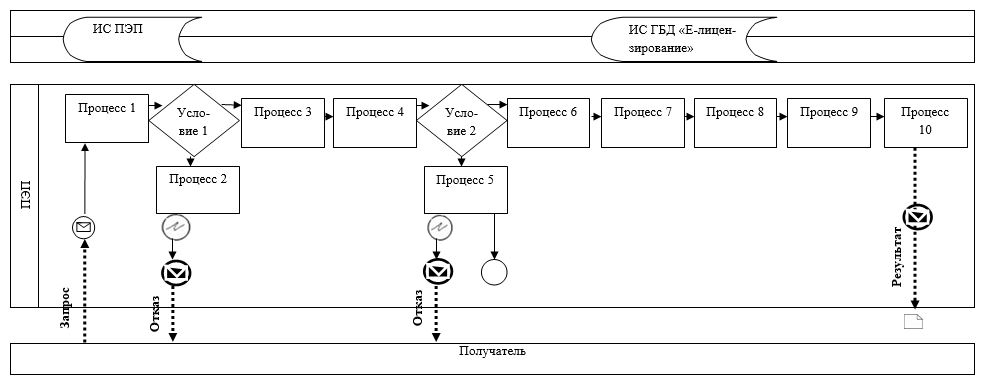 ИС ПЭП
ИС ГБД «Е-лицен-
зирование»
ПЭП
Процесс 1
Усло-
вие 1
Процесс 3
Процесс 4
Усло-
вие 2
Процесс 6
Процесс 7
Процесс 8
Процесс 9
Процесс
10
Процесс 2
Процесс 5
Запрос
Отказ
Отказ
Результат
Получатель